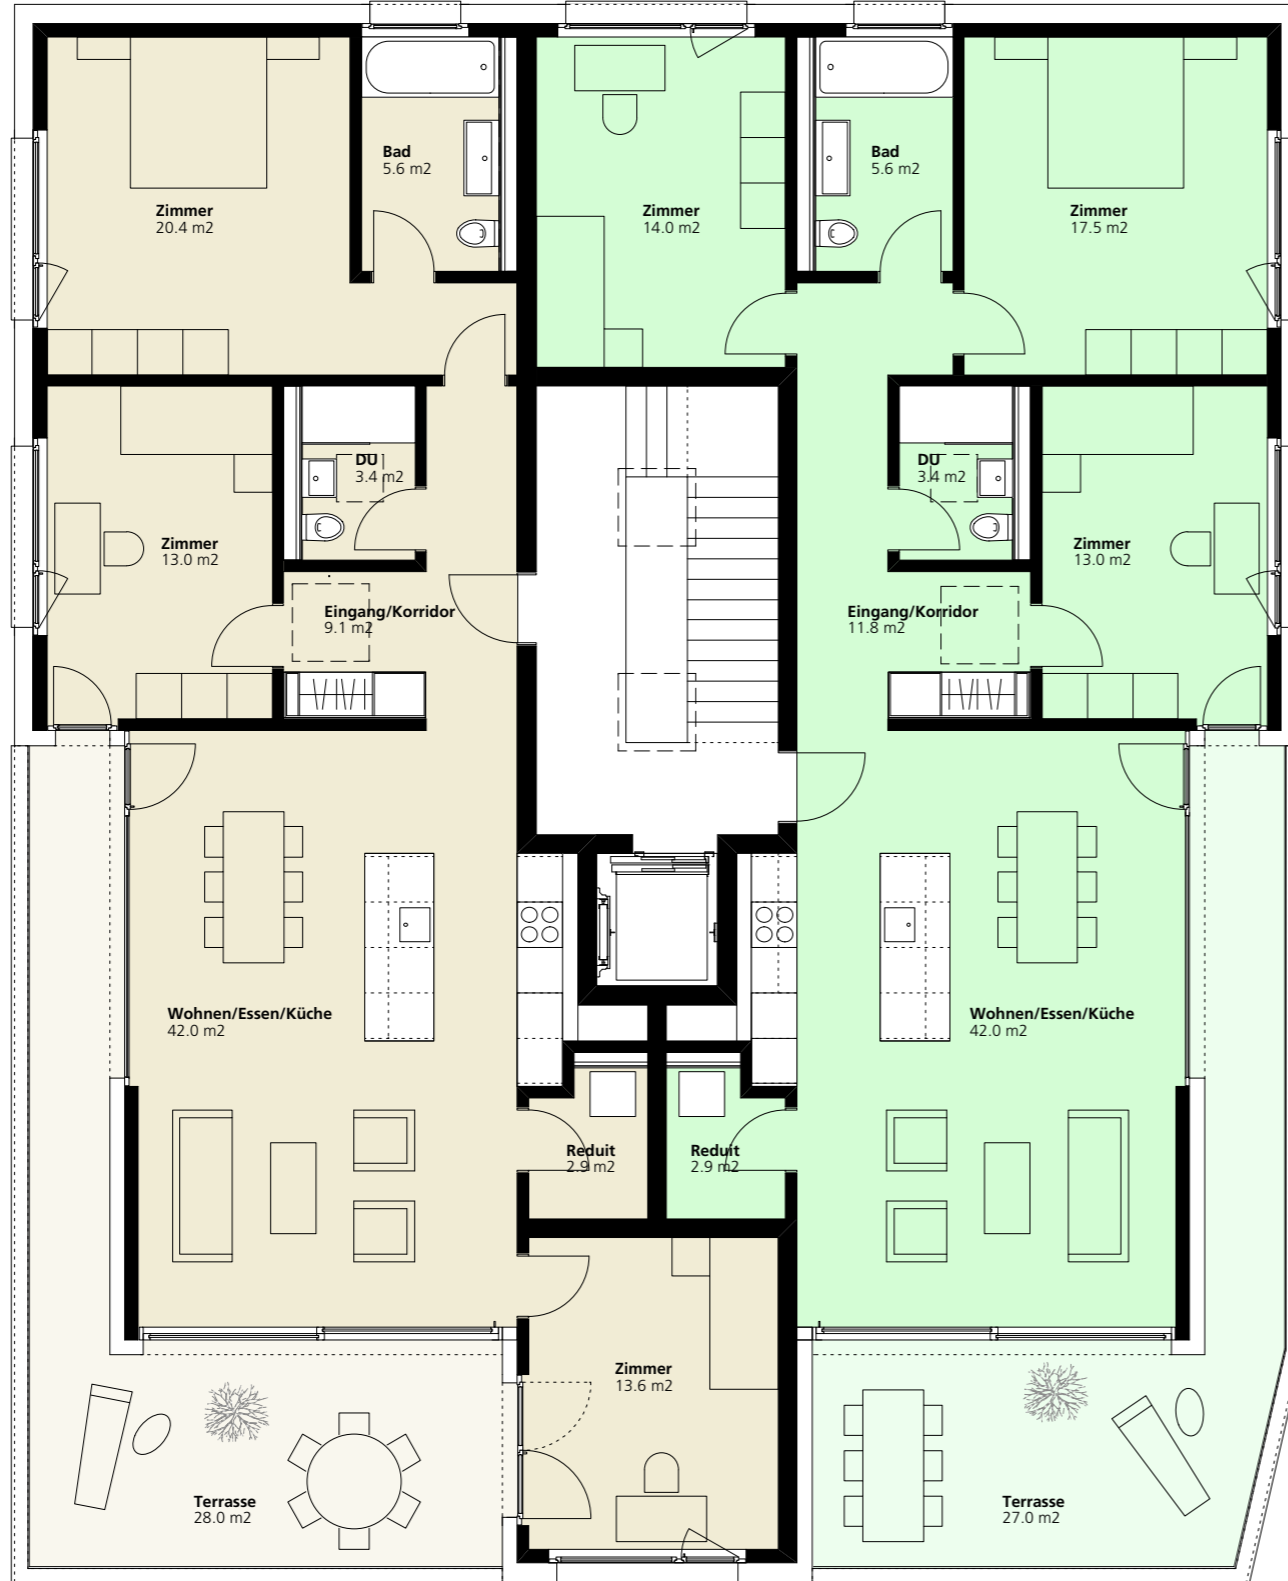 Bad
5.6 m2
Bad
5.6 m2
Zimmer
20.4 m2
Zimmer
14.0 m2
Zimmer
17.5 m2
DU
3.4 m2
DU
3.4 m2
Zimmer
13.0 m2
Zimmer
13.0 m2
Eingang/Korridor
9.1 m2
Eingang/Korridor
11.8 m2
Wohnen/Essen/Küche
42.0 m2
Wohnen/Essen/Küche
42.0 m2
Reduit
2.9 m2
Reduit
2.9 m2
Zimmer
13.6 m2
Terrasse
28.0 m2
Terrasse
27.0 m2